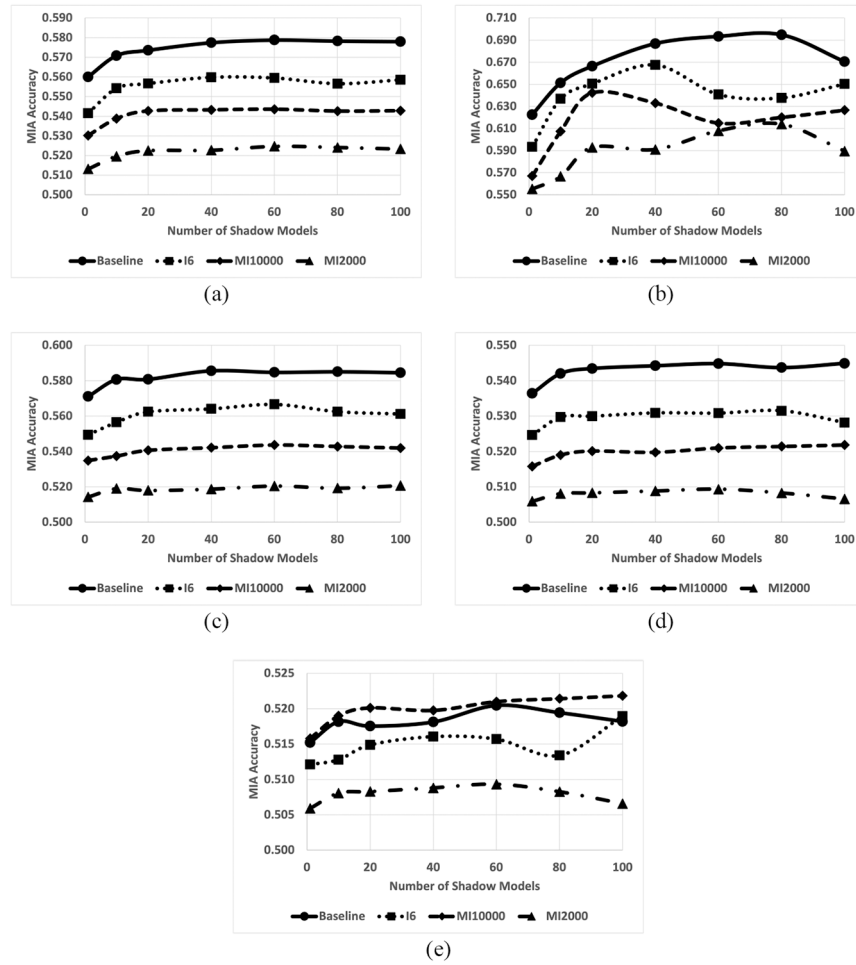 0.590
0.580
0.570
0.560
0.550
0.540
0.530
0.520
0.510
0.500
MIA Accuracy
0 20 40 60 80 100
Number of Shadow Models
Baseline I6 MI10000 MI2000
(a)
0.710
0.690
0.670
0.650
0.630
0.610
0.590
0.570
0.550
MIA Accuracy
0 20 40 60 80 100
Number of Shadow Models
Baseline I6 MI10000 MI2000
(b)
0.600
0.580
0.560
0.540
0.520
0.500
MIA Accuracy
0 20 40 60 80 100
Number of Shadow Models
Baseline I6 MI10000 MI2000
(c)
0.550
0.540
0.530
0.520
0.510
0.500
MIA Accuracy
0 20 40 60 80 100
Number of Shadow Models
Baseline I6 MI10000 MI2000
(d)
0.525
0.520
0.515
0.510
0.505
0.500
MIA Accuracy
0 20 40 60 80 100
Number of Shadow Models
Baseline I6 MI10000 MI2000
(e)